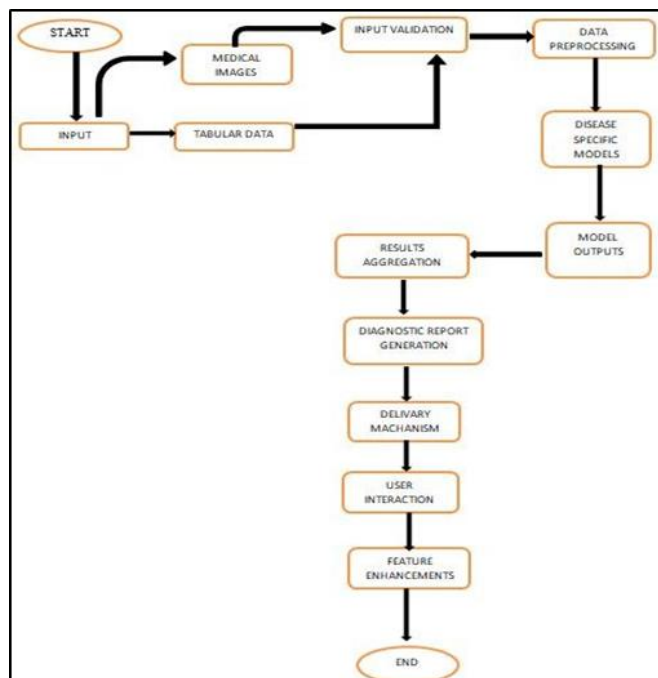 START
INPUT
MEDICAL
IMAGES
TABULAR DATA
INPUT VALIDATION
DATA
PREPROCESSING
DISEASE
SPECIFIC
MODELS
MODEL
OUTPUTS
RESULTS
AGGREGATION
DIAGNOSTIC REPORT
GENERATION
DELIVARY
MACHANISM
USER
INTERACTION
FEATURE
ENHANCEMENTS
END